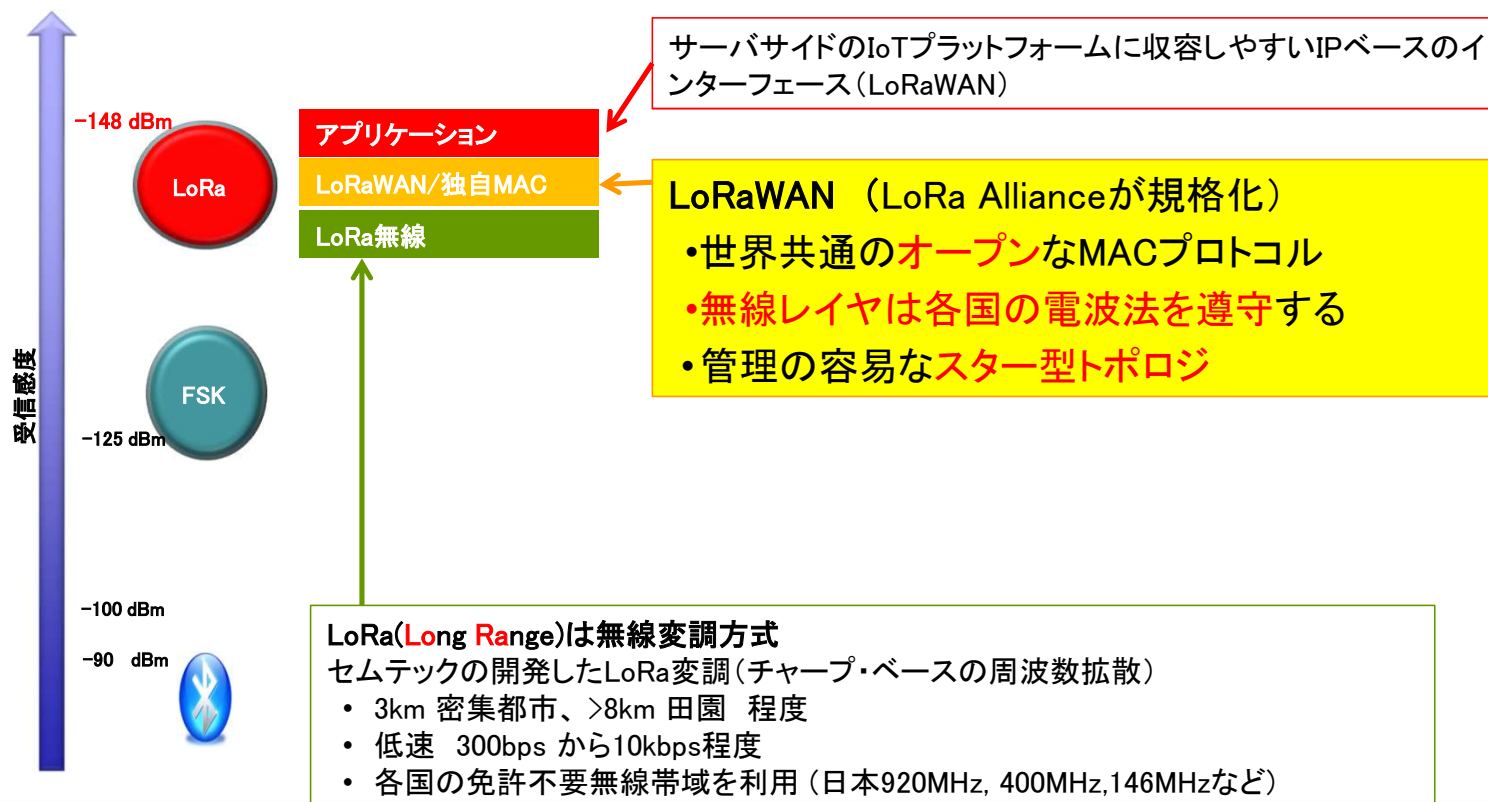 サーバサイドのIoTプラットフォームに収容しやすいIPベースのイ
ンターフェース（LoRaWAN）
-148 dBm
LoRa
アプリケーション
LoRaWAN/独自MAC
LoRa無線
LoRaWAN （LoRa Allianceが規格化）
•世界共通のオープンなMACプロトコル
•無線レイヤは各国の電波法を遵守する
•管理の容易なスター型トポロジ
受信感度
FSK
-125 dBm
-100 dBm
-90 dBm
LoRa(Long Range)は無線変調方式
セムテックの開発したLoRa変調（チャープ・ベースの周波数拡散）
• 3km 密集都市、>8km 田園 程度
• 低速 300bps から10kbps程度
• 各国の免許不要無線帯域を利用 (日本920MHz, 400MHz,146MHzなど）